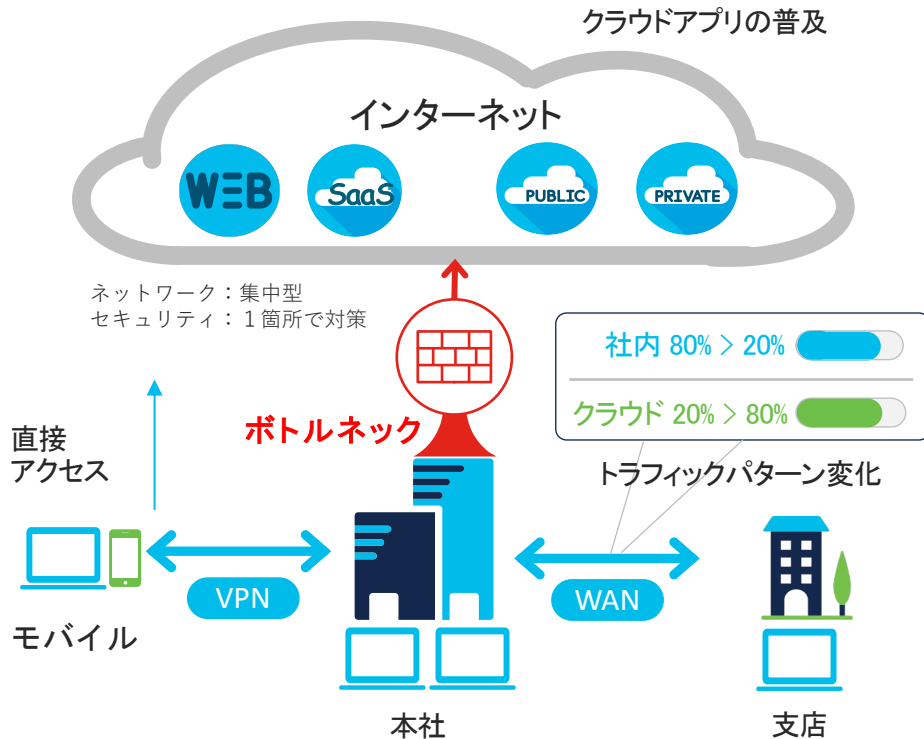 クラウドアプリの普及
インターネット
WEB
SaaS
PUBLIC
PRIVATE
ネットワーク：集中型
セキュリティ：１箇所で対策
社内 80% > 20%
クラウド 20% > 80%
ボトルネック
トラフィックパターン変化
直接
アクセス
VPN
WAN
モバイル
本社
支店